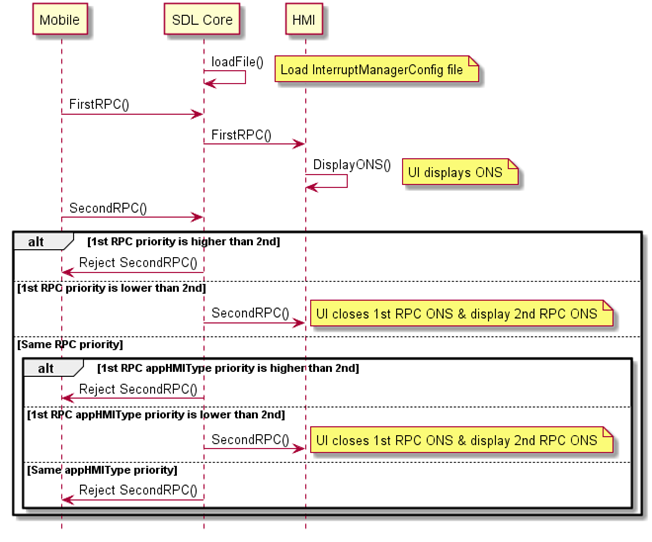 Mobile
SDL Core
HMI
loadFile()
Load InterruptManagerConfig file
FirstRPC()
FirstRPC()
DisplayONS()
UI displays ONS
SecondRPC()
alt
[1st RPC priority is higher than 2nd]
Reject SecondRPC()
[1st RPC priority is lower than 2nd]
SecondRPC()
UI closes 1st RPC ONS & display 2nd RPC ONS
[Same RPC priority]
alt
[1st RPC appHMIType priority is higher than 2nd]
Reject SecondRPC()
[1st RPC appHMIType priority is lower than 2nd]
SecondRPC()
UI closes 1st RPC ONS & display 2nd RPC ONS
[Same appHMIType priority]
Reject SecondRPC()